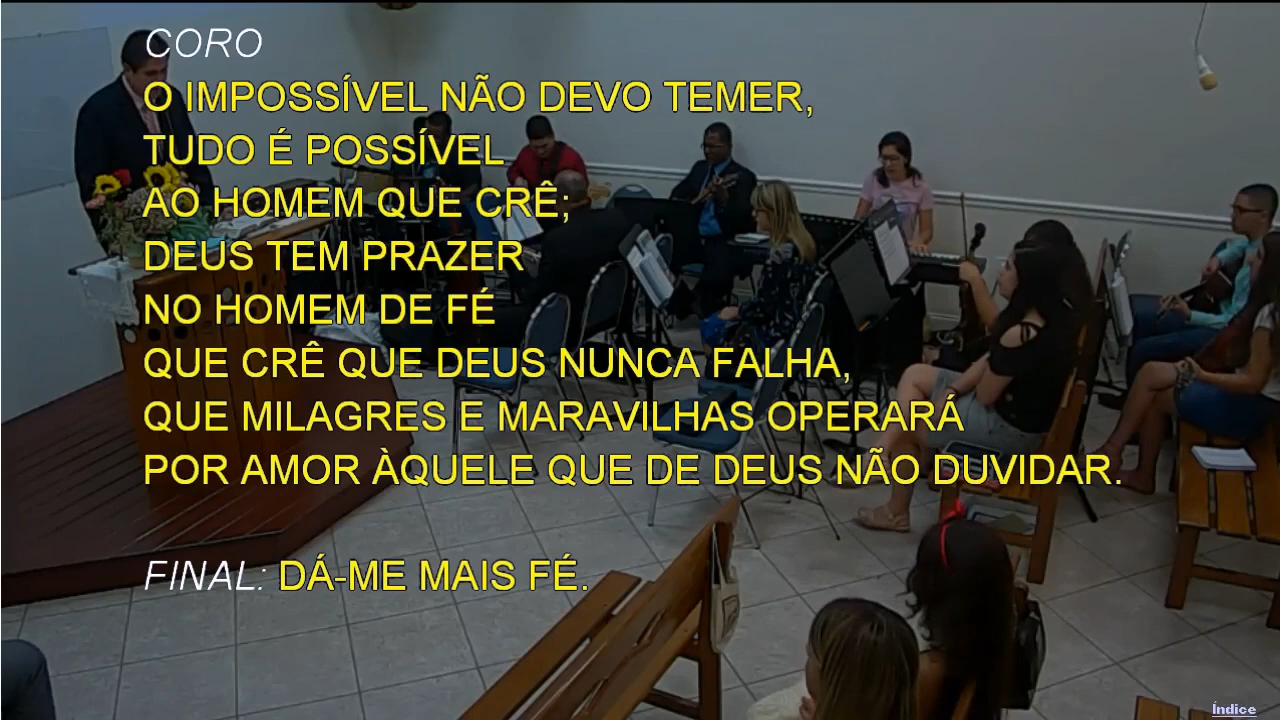 CORO
O IMPOSSÍVEL NÃO DEVO TEMER,
TUDO É POSSÍVEL
AO HOMEM QUE CRÊ;
DEUS TEM PRAZER
NO HOMEM DE FÉ
QUE CRÊ QUE DEUS NUNCA FALHA,
QUE MILAGRES E MARAVILHAS OPERARÁ
POR AMOR ÀQUELE QUE DE DEUS NÃO DUVIDAR.
FINAL: DÁ-ME MAIS FÉ.
Índice